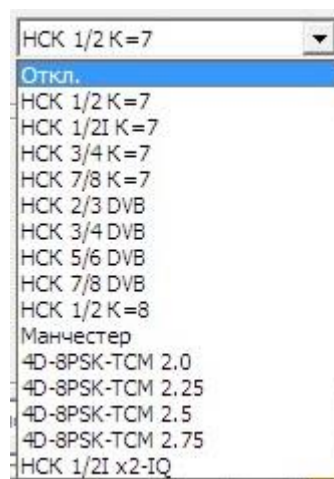 НСК 1/2 K=7
Откл.
НСК 1/2 K=7
НСК 1/2I K=7
НСК 3/4 K=7
НСК 7/8 K=7
НСК 2/3 DVB
НСК 3/4 DVB
НСК 5/6 DVB
НСК 7/8 DVB
НСК 1/2 K=8
Манчестер
4D-8PSK-TCM 2.0
4D-8PSK-TCM 2.25
4D-8PSK-TCM 2.5
4D-8PSK-TCM 2.75
НСК 1/2I x2-IQ